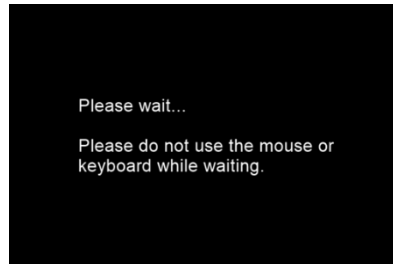 Please wait...
Please do not use the mouse or
keyboard while waiting.